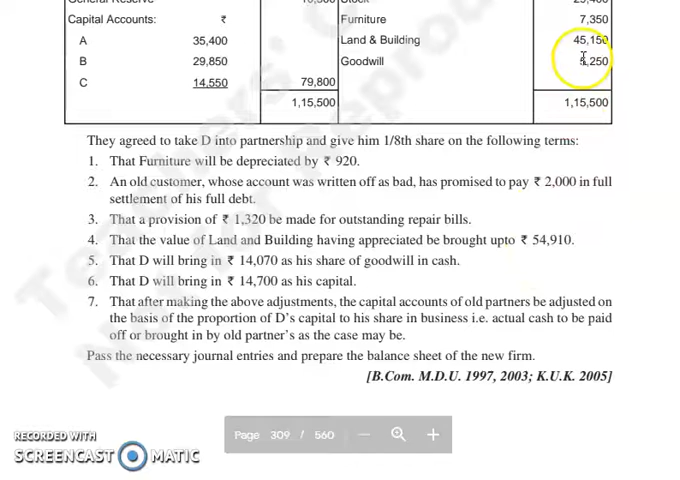 General Reserve 10,500 Stock 29,400
Capital Accounts: ₹ Furniture 7,350
A 35,400 Land & Building 45,150
B 29,850 Goodwill 5,250
C 14,550 79,800
1,15,500 1,15,500
They agreed to take D into partnership and give him 1/8th share on the following terms:
1. That Furniture will be depreciated by ₹ 920.
2. An old customer, whose account was written off as bad, has promised to pay ₹ 2,000 in full
settlement of his full debt.
3. That a provision of ₹ 1,320 be made for outstanding repair bills.
4. That the value of Land and Building having appreciated be brought upto ₹ 54,910.
5. That D will bring in ₹ 14,070 as his share of goodwill in cash.
6. That D will bring in ₹ 14,700 as his capital.
7. That after making the above adjustments, the capital accounts of old partners be adjusted on
the basis of the proportion of D's capital to his share in business i.e. actual cash to be paid
off or brought in by old partner's as the case may be.
Pass the necessary journal entries and prepare the balance sheet of the new firm.
[B.Com. M.D.U. 1997, 2003; K.U.K. 2005]
Page 309 / 560
RECORDED WITH
SCREENCAST MATIC